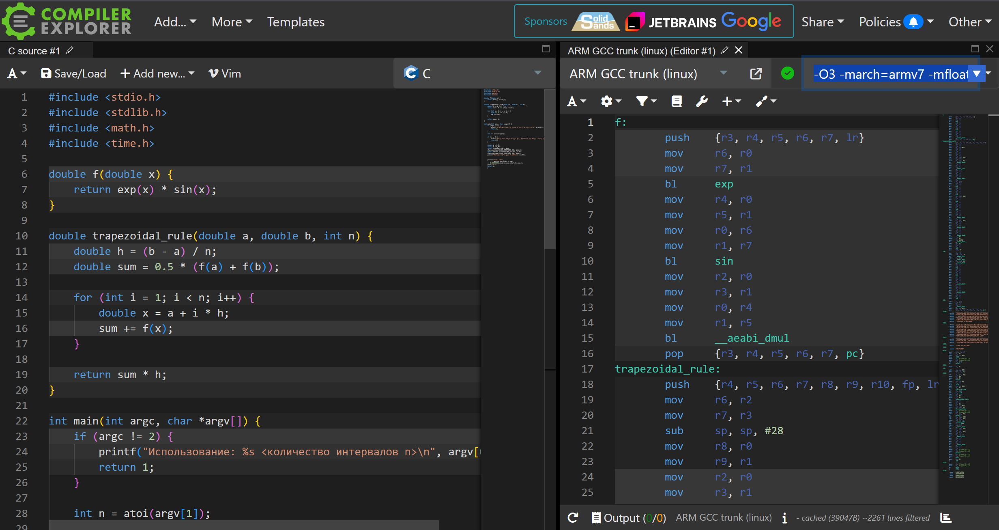 COMPILER
EXPLORER
Add...
More
Templates
Sponsors
Solid
Sands
JETBRAINS
Google
Share
Policies
Other
C source #1
A
Save/Load
+ Add new...
Vim
C
1 #include <stdio.h>
2 #include <stdlib.h>
3 #include <math.h>
4 #include <time.h>
5
6 double f(double x) {
7 return exp(x) * sin(x);
8 }
9
10 double trapezoidal_rule(double a, double b, int n) {
11 double h = (b - a) / n;
12 double sum = 0.5 * (f(a) + f(b));
13
14 for (int i = 1; i < n; i++) {
15 double x = a + i * h;
16 sum += f(x);
17 }
18
19 return sum * h;
20 }
21
22 int main(int argc, char *argv[]) {
23 if (argc != 2) {
24 printf("Использование: %s <количество интервалов n>\n", argv[
25 return 1;
26 }
27
28 int n = atoi(argv[1]);
29
ARM GCC trunk (linux) (Editor #1)
ARM GCC trunk (linux)
-O3 -march=armv7 -mfloat
A
1 f:
2 push {r3, r4, r5, r6, r7, lr}
3 mov r6, r0
4 mov r7, r1
5 bl exp
6 mov r4, r0
7 mov r5, r1
8 mov r0, r6
9 mov r1, r7
10 bl sin
11 mov r2, r0
12 mov r3, r1
13 mov r0, r4
14 mov r1, r5
15 bl __aeabi_dmul
16 pop {r3, r4, r5, r6, r7, pc}
17 trapezoidal_rule:
18 push {r4, r5, r6, r7, r8, r9, r10, fp, lr
19 mov r6, r2
20 mov r7, r3
21 sub sp, sp, #28
22 mov r8, r0
23 mov r9, r1
24 mov r2, r0
25 mov r3, r1
Output (0/0)
ARM GCC trunk (linux)
- cached (39047B) ~2261 lines filtered